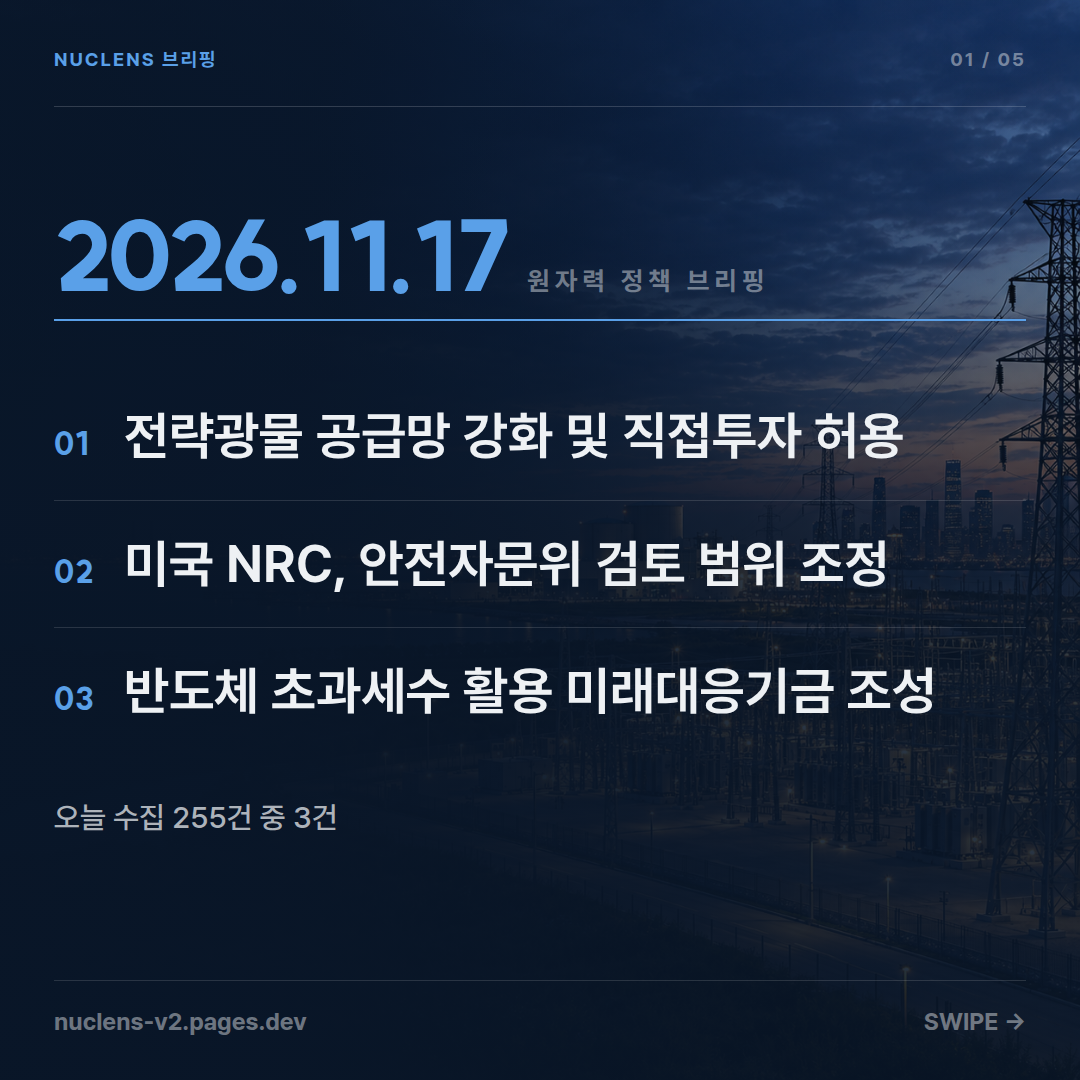 NUCLENS 브리핑
01 / 05
2026.11.17 원자력 정책 브리핑
01 전략광물 공급망 강화 및 직접투자 허용
02 미국 NRC, 안전자문위 검토 범위 조정
03 반도체 초과세수 활용 미래대응기금 조성
오늘 수집 255건 중 3건
nuclens-v2.pages.dev
SWIPE →